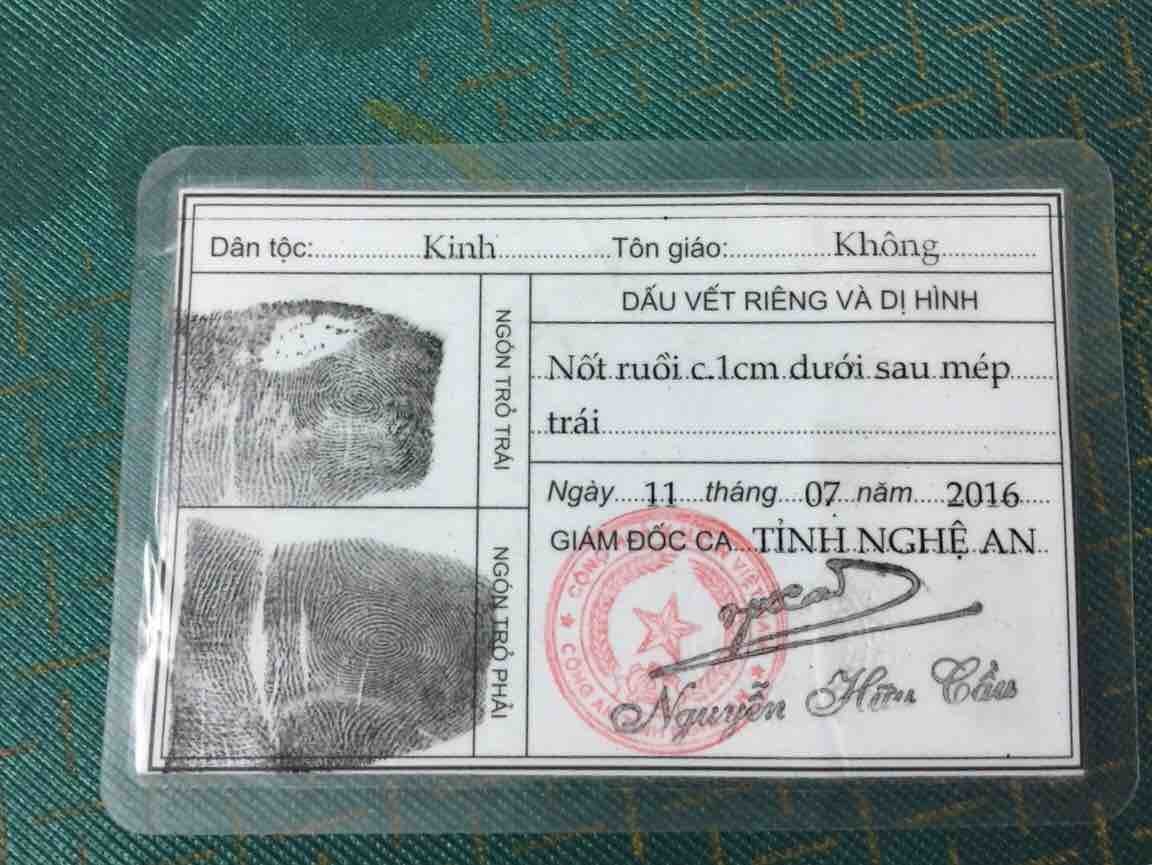 Dân tộc: Kinh Tôn giáo: Không
NGÓN TRỎ TRÁI
NGÓN TRỎ PHẢI
DẤU VẾT RIÊNG VÀ DỊ HÌNH
Nốt ruồi c.1cm dưới sau mép
trái
Ngày 11 tháng 07 năm 2016
GIÁM ĐỐC CA TỈNH NGHỆ AN
Nguyễn Hữu Cầu